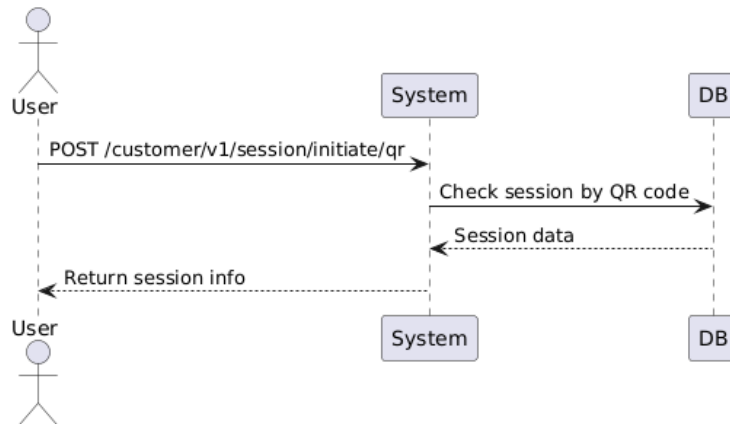 User
System
DB
POST /customer/v1/session/initiate/qr
Check session by QR code
Session data
Return session info
User
System
DB